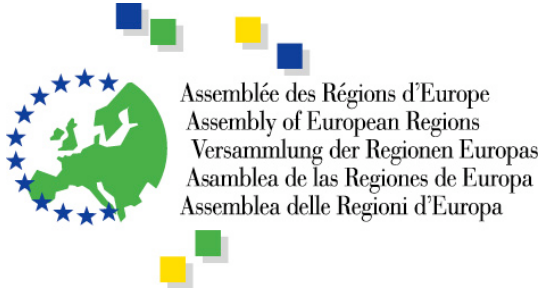 Assemblée des Régions d'Europe
Assembly of European Regions
Versammlung der Regionen Europas
Asamblea de las Regiones de Europa
Assemblea delle Regioni d'Europa